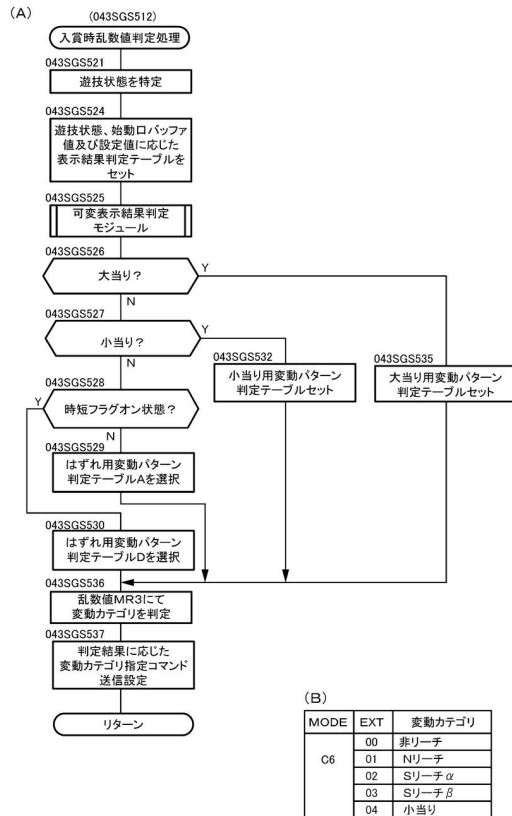 (A)
(043SGS512)
入賞時乱数値判定処理
043SGS521
遊技状態を特定
043SGS524
遊技状態、始動口バッファ
値及び設定値に応じた
表示結果判定テーブルを
セット
043SGS525
可変表示結果判定
モジュール
043SGS526
大当り?
Y
N
043SGS527
小当り?
Y
N
043SGS532
小当り用変動パターン
判定テーブルセット
043SGS535
大当り用変動パターン
判定テーブルセット
043SGS528
時短フラグオン状態?
Y
N
043SGS529
はずれ用変動パターン
判定テーブルAを選択
043SGS530
はずれ用変動パターン
判定テーブルDを選択
043SGS536
乱数値MR3にて
変動カテゴリを判定
043SGS537
判定結果に応じた
変動カテゴリ指定コマンド
送信設定
リターン
(B)
MODE EXT 変動カテゴリ
C6 00 非リーチ
01 Nリーチ
02 Sリーチα
03 Sリーチβ
04 小当り